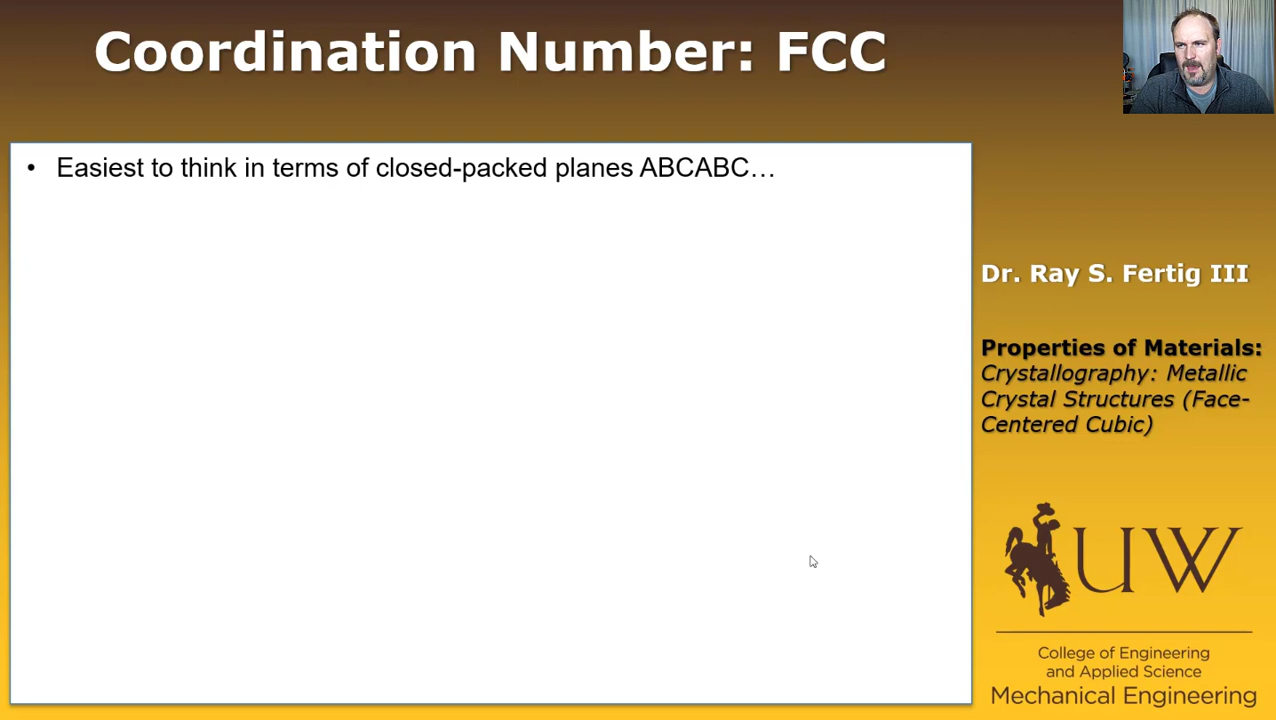 Coordination Number: FCC
• Easiest to think in terms of closed-packed planes ABCABC…
Dr. Ray S. Fertig III
Properties of Materials:
Crystallography: Metallic
Crystal Structures (Face-
Centered Cubic)
UW
College of Engineering
and Applied Science
Mechanical Engineering